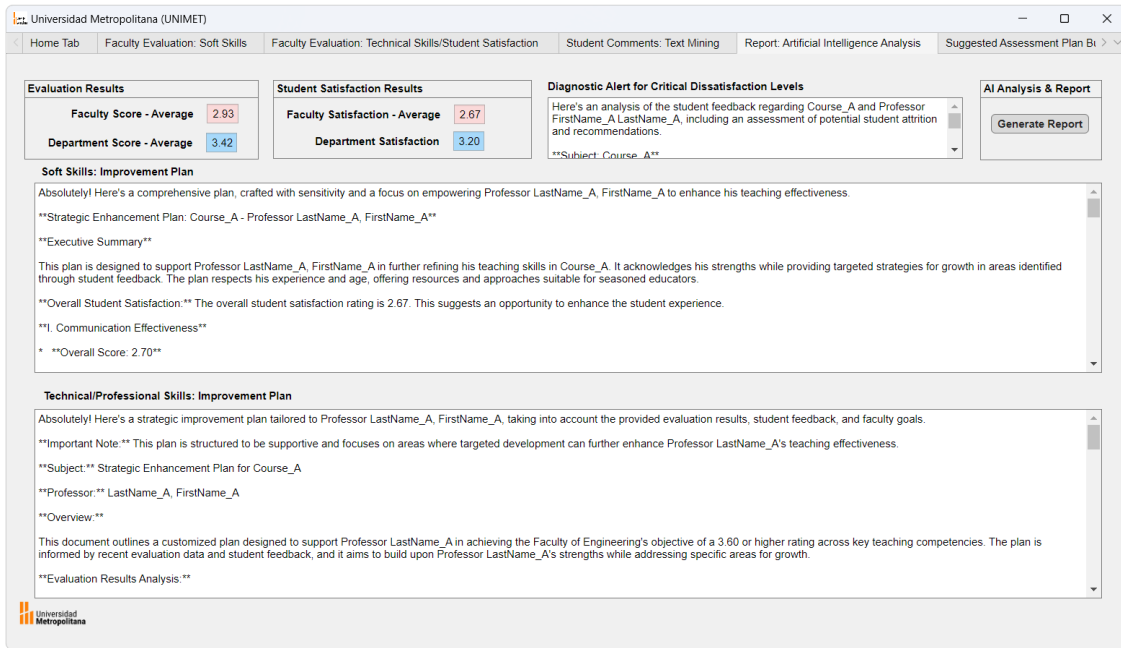 Universidad Metropolitana (UNIMET)
Home Tab
Faculty Evaluation: Soft Skills
Faculty Evaluation: Technical Skills/Student Satisfaction
Student Comments: Text Mining
Report: Artificial Intelligence Analysis
Suggested Assessment Plan Bu
Evaluation Results
Faculty Score - Average 2.93
Department Score - Average 3.42
Student Satisfaction Results
Faculty Satisfaction - Average 2.67
Department Satisfaction 3.20
Diagnostic Alert for Critical Dissatisfaction Levels
Here's an analysis of the student feedback regarding Course_A and Professor
FirstName_A LastName_A, including an assessment of potential student attrition
and recommendations.
**Subject: Course_A**
AI Analysis & Report
Generate Report
Soft Skills: Improvement Plan
Absolutely! Here's a comprehensive plan, crafted with sensitivity and a focus on empowering Professor LastName_A, FirstName_A to enhance his teaching effectiveness.
**Strategic Enhancement Plan: Course_A - Professor LastName_A, FirstName_A**
**Executive Summary**
This plan is designed to support Professor LastName_A, FirstName_A in further refining his teaching skills in Course_A. It acknowledges his strengths while providing targeted strategies for growth in areas identified
through student feedback. The plan respects his experience and age, offering resources and approaches suitable for seasoned educators.
**Overall Student Satisfaction:** The overall student satisfaction rating is 2.67. This suggests an opportunity to enhance the student experience.
**I. Communication Effectiveness**
* **Overall Score: 2.70**
Technical/Professional Skills: Improvement Plan
Absolutely! Here's a strategic improvement plan tailored to Professor LastName_A, FirstName_A, taking into account the provided evaluation results, student feedback, and faculty goals.
**Important Note:** This plan is structured to be supportive and focuses on areas where targeted development can further enhance Professor LastName_A's teaching effectiveness.
**Subject:** Strategic Enhancement Plan for Course_A
**Professor:** LastName_A, FirstName_A
**Overview:**
This document outlines a customized plan designed to support Professor LastName_A in achieving the Faculty of Engineering's objective of a 3.60 or higher rating across key teaching competencies. The plan is
informed by recent evaluation data and student feedback, and it aims to build upon Professor LastName_A's strengths while addressing specific areas for growth.
**Evaluation Results Analysis:**
Universidad
Metropolitana